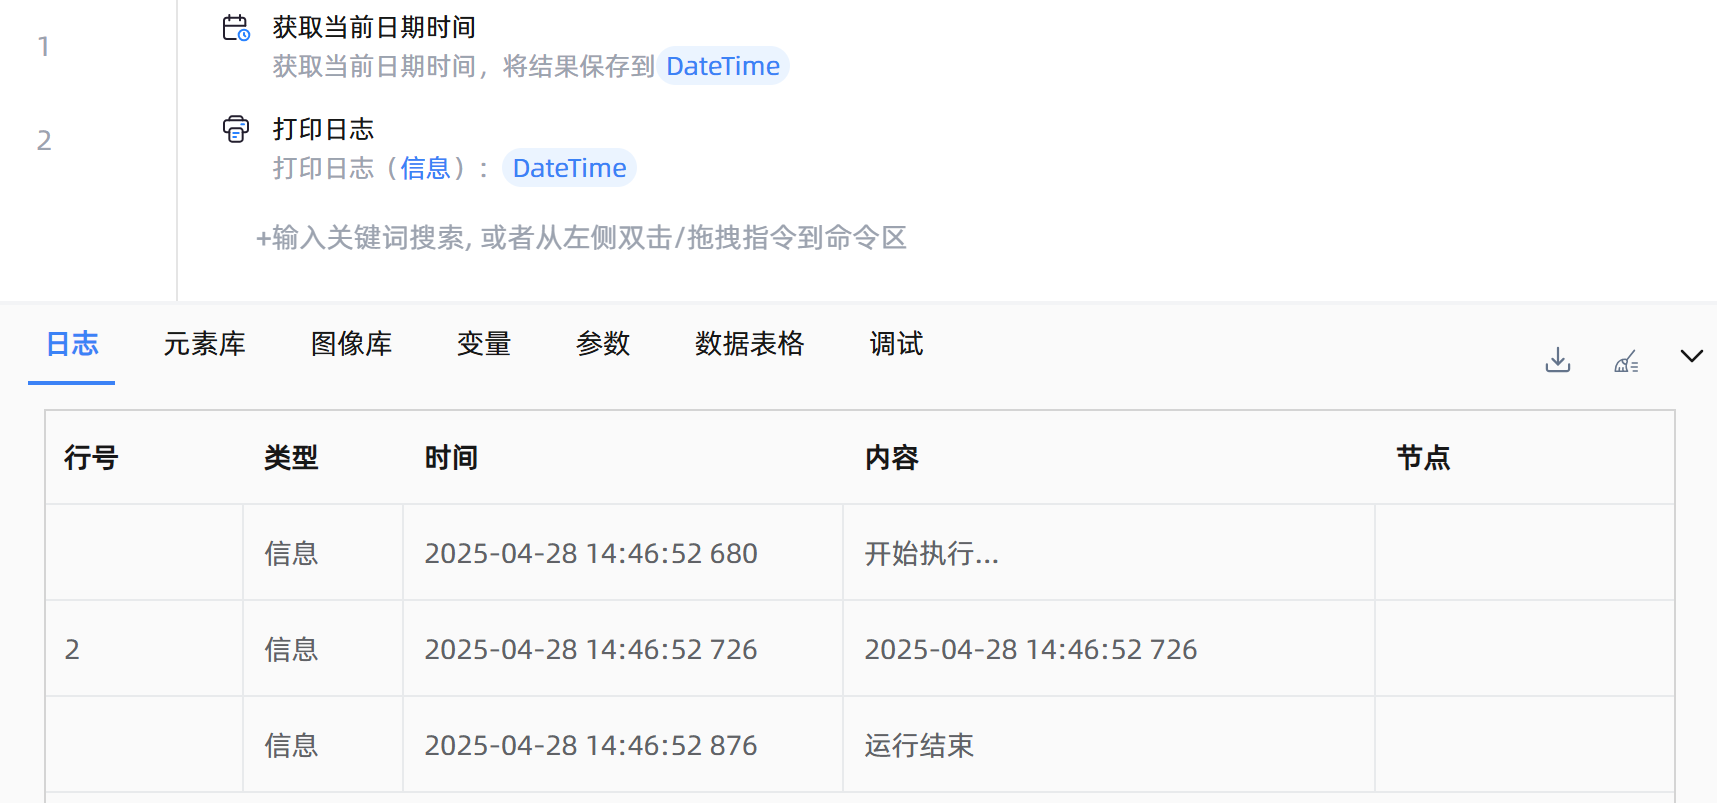 1
获取当前日期时间
获取当前日期时间，将结果保存到 DateTime
2
打印日志
打印日志（信息）： DateTime
+输入关键词搜索, 或者从左侧双击/拖拽指令到命令区
日志 元素库 图像库 变量 参数 数据表格 调试
行号 类型 时间 内容 节点
信息 2025-04-28 14:46:52 680 开始执行...
2 信息 2025-04-28 14:46:52 726 2025-04-28 14:46:52 726
信息 2025-04-28 14:46:52 876 运行结束